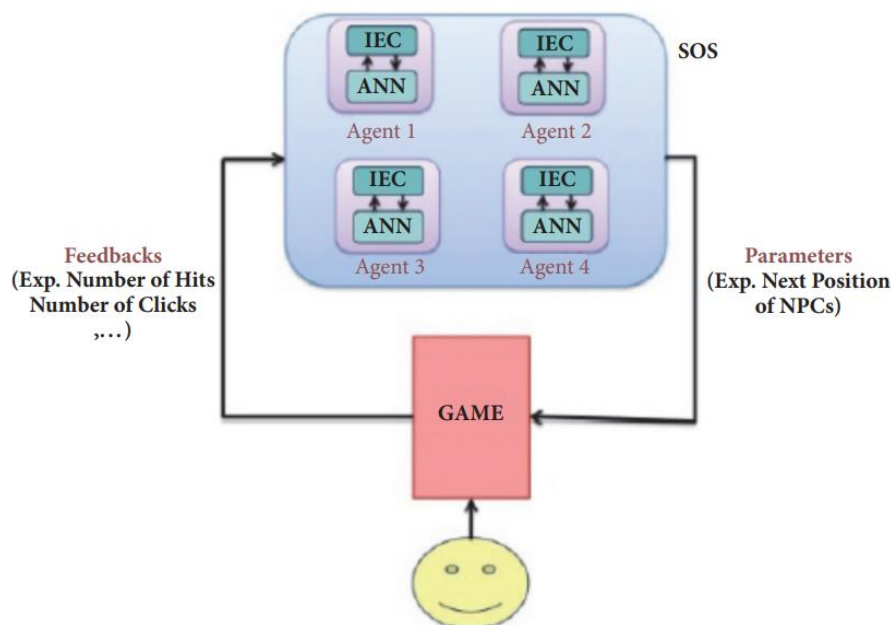 IEC
ANN
Agent 1
IEC
ANN
Agent 2
SOS
IEC
ANN
Agent 3
IEC
ANN
Agent 4
Feedbacks
(Exp. Number of Hits
Number of Clicks
,...)
Parameters
(Exp. Next Position
of NPCs)
GAME